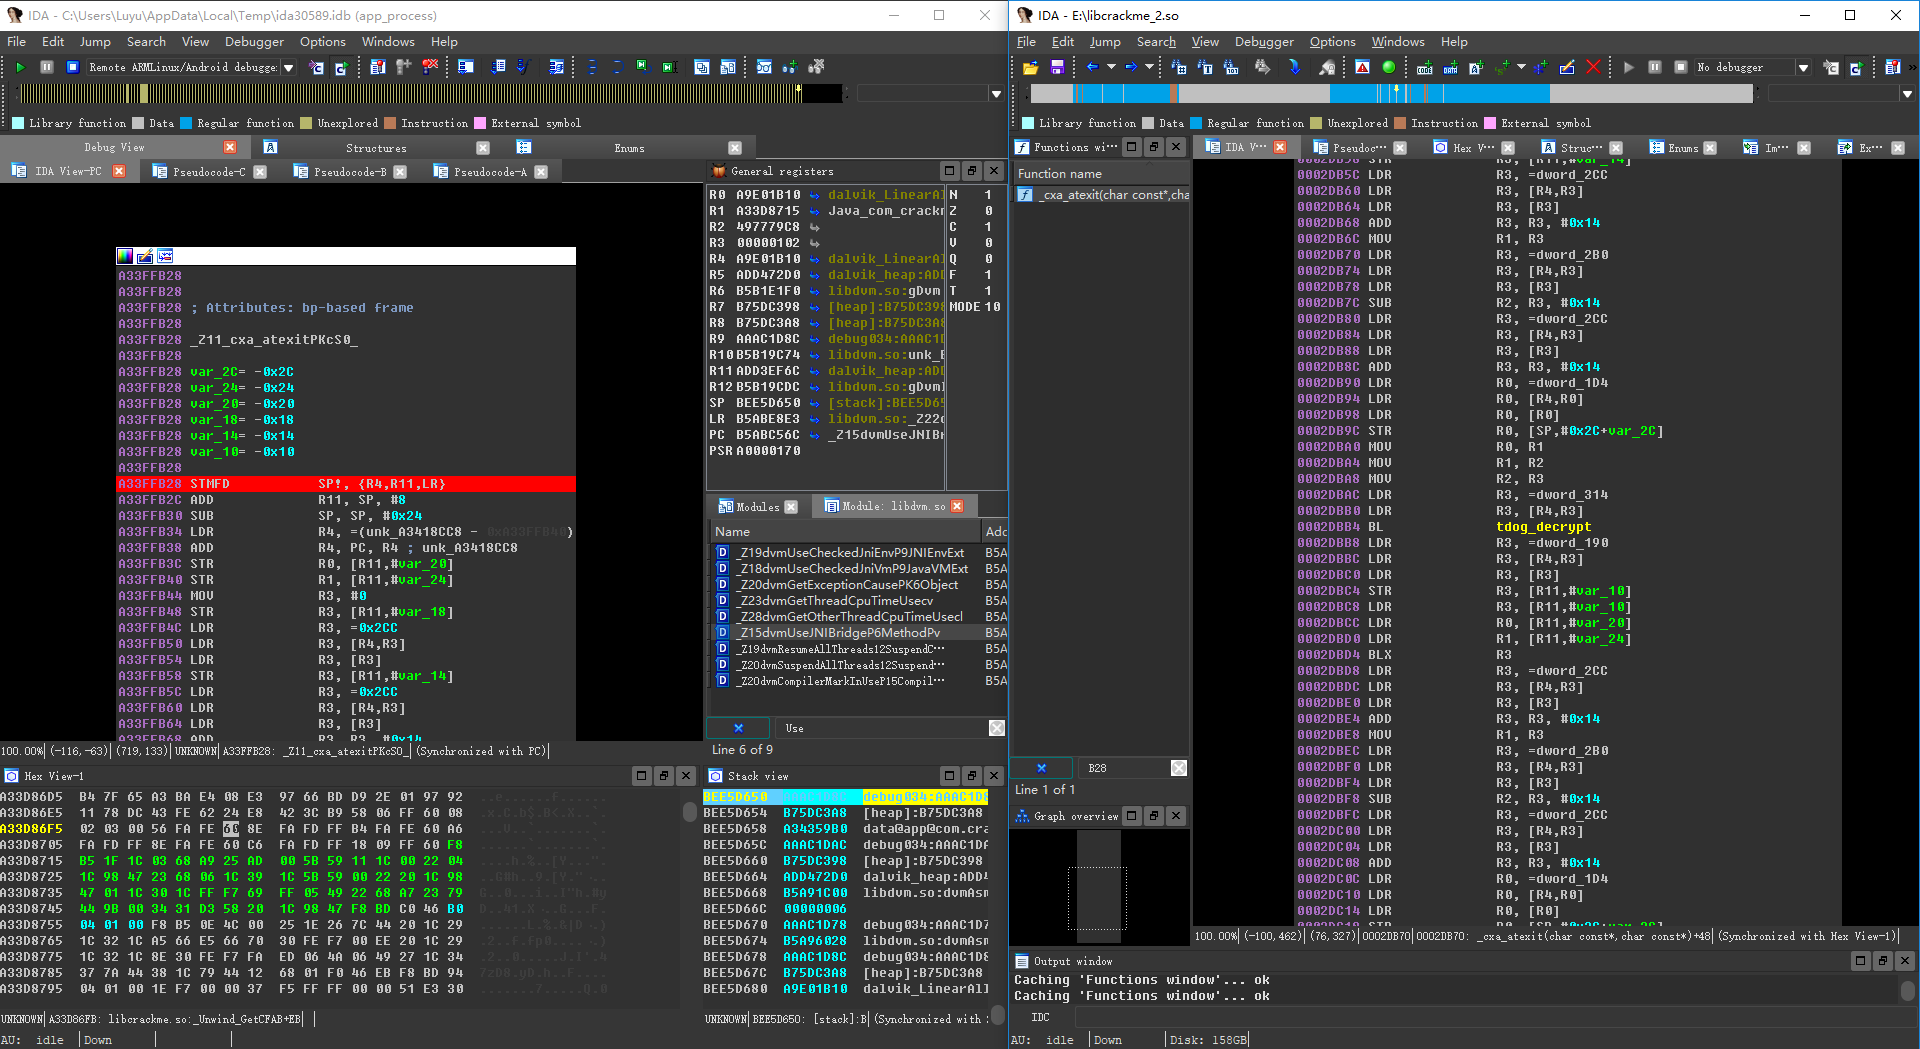 IDA - C:\Users\Luyu\AppData\Local\Temp\ida30589.idb (app_process)
File Edit Jump Search View Debugger Options Windows Help
Remote ARMLinux/Android debugge:
Library function Data Regular function Unexplored Instruction External symbol
Debug View Structures Enums
IDA View-PC Pseudocode-C Pseudocode-B Pseudocode-A
A33FFB28
A33FFB28
A33FFB28 ; Attributes: bp-based frame
A33FFB28
A33FFB28 _Z11_cxa_atexitPKcS0_
A33FFB28
A33FFB28 var_2C= -0x2C
A33FFB28 var_24= -0x24
A33FFB28 var_20= -0x20
A33FFB28 var_18= -0x18
A33FFB28 var_14= -0x14
A33FFB28 var_10= -0x10
A33FFB28
A33FFB28 STMFD SP!, {R4,R11,LR}
A33FFB2C ADD R11, SP, #8
A33FFB30 SUB SP, SP, #0x24
A33FFB34 LDR R4, =(unk_A3418CC8 - 0xA33FFB40)
A33FFB38 ADD R4, PC, R4 ; unk_A3418CC8
A33FFB3C STR R0, [R11,#var_20]
A33FFB40 STR R1, [R11,#var_24]
A33FFB44 MOV R3, #0
A33FFB48 STR R3, [R11,#var_18]
A33FFB4C LDR R3, =0x2CC
A33FFB50 LDR R3, [R4,R3]
A33FFB54 LDR R3, [R3]
A33FFB58 STR R3, [R11,#var_14]
A33FFB5C LDR R3, =0x2CC
A33FFB60 LDR R3, [R4,R3]
A33FFB64 LDR R3, [R3]
A33FFB68 ADD R3, R3, #0x14
100.00% (-116,-63) (719,133) UNKNOWN A33FFB28: _Z11_cxa_atexitPKcS0_ (Synchronized with PC)
General registers
R0 A9E01B10 dalvik_LinearAl
R1 A33D8715 Java_com_crackm
R2 497779C8
R3 00000102
R4 A9E01B10 dalvik_LinearAl
R5 ADD472D0 dalvik_heap:ADD
R6 B5B1E1F0 libdvm.so:gDvm
R7 B75DC398 [heap]:B75DC398
R8 B75DC3A8 [heap]:B75DC3A8
R9 AAAC1D8C debug034:AAAC1D
R10 B5B19C74 libdvm.so:unk_B
R11 ADD3EF6C dalvik_heap:ADD
R12 B5B19CDC libdvm.so:gDvmI
SP BEE5D650 [stack]:BEE5D65
LR B5ABE8E3 libdvm.so:_Z22d
PC B5ABC56C _Z15dvmUseJNIBr
PSR A0000170
N 1
Z 0
C 1
V 0
Q 0
F 1
T 1
MODE 10
Modules Module: libdvm.so
Name Add
_Z19dvmUseCheckedJniEnvP9JNIEnvExt B5A
_Z18dvmUseCheckedJniVmP9JavaVMExt B5A
_Z20dvmGetExceptionCausePK6Object B5A
_Z23dvmGetThreadCpuTimeUsecv B5A
_Z28dvmGetOtherThreadCpuTimeUsecl B5A
_Z15dvmUseJNIBridgeP6MethodPv B5A
_Z19dvmResumeAllThreads12SuspendC… B5A
_Z20dvmSuspendAllThreads12Suspend… B5A
_Z20dvmCompilerMarkInUseP15Compil… B5A
Use
Line 6 of 9
Hex View-1
A33D86D5 B4 7F 65 A3 BA E4 08 E3 97 66 BD D9 2E 01 97 92
A33D86E5 11 78 DC 43 FE 62 24 E8 42 3C B9 58 06 FF 60 08
A33D86F5 02 03 00 56 FA FE 60 8E FA FD FF B4 FA FE 60 A6
A33D8705 FA FD FF 8E FA FE 60 C6 FA FD FF 18 09 FF 60 F8
A33D8715 B5 1F 1C 03 68 A9 25 AD 00 5B 59 11 1C 00 22 04
A33D8725 1C 98 47 23 68 06 1C 39 1C 5B 59 00 22 20 1C 98
A33D8735 47 01 1C 30 1C FF F7 69 FF 05 49 22 68 A7 23 79
A33D8745 44 9B 00 34 31 D3 58 20 1C 98 47 F8 BD C0 46 B0
A33D8755 04 01 00 F8 B5 0E 4C 00 25 1E 26 7C 44 20 1C 29
A33D8765 1C 32 1C A5 66 E5 66 70 30 FE F7 00 EE 20 1C 29
A33D8775 1C 32 1C 8E 30 FE F7 FA ED 06 4A 06 49 27 1C 34
A33D8785 37 7A 44 38 1C 79 44 12 68 01 F0 46 EB F8 BD 94
A33D8795 04 01 00 1E F7 00 00 37 F5 FF FF 00 00 51 E3 30
UNKNOWN A33D86FB: libcrackme.so:_Unwind_GetCFAB+EB
AU: idle Down
Stack view
BEE5D650 debug034:AAAC1D8
BEE5D654 B75DC3A8 [heap]:B75DC3A8
BEE5D658 A34359B0 data@app@com.cra
BEE5D65C AAAC1DAC debug034:AAAC1DA
BEE5D660 B75DC398 [heap]:B75DC398
BEE5D664 ADD472D0 dalvik_heap:ADD4
BEE5D668 B5A91C00 libdvm.so:dvmAsm
BEE5D66C 00000006
BEE5D670 AAAC1D78 debug034:AAAC1D7
BEE5D674 B5A96028 libdvm.so:dvmAsm
BEE5D678 AAAC1D8C debug034:AAAC1D8
BEE5D67C B75DC3A8 [heap]:B75DC3A8
BEE5D680 A9E01B10 dalvik_LinearAll
UNKNOWN BEE5D650: [stack]:B (Synchronized with
IDA - E:\libcrackme_2.so
File Edit Jump Search View Debugger Options Windows Help
No debugger
Library function Data Regular function Unexplored Instruction External symbol
Functions wi…
Function name
_cxa_atexit(char const*,cha
B28
Line 1 of 1
Graph overview
IDA V… Pseudoc… Hex V… Struc… Enums Im… Ex…
0002DB58 STR R3, [R11,#var_14]
0002DB5C LDR R3, =dword_2CC
0002DB60 LDR R3, [R4,R3]
0002DB64 LDR R3, [R3]
0002DB68 ADD R3, R3, #0x14
0002DB6C MOV R1, R3
0002DB70 LDR R3, =dword_2B0
0002DB74 LDR R3, [R4,R3]
0002DB78 LDR R3, [R3]
0002DB7C SUB R2, R3, #0x14
0002DB80 LDR R3, =dword_2CC
0002DB84 LDR R3, [R4,R3]
0002DB88 LDR R3, [R3]
0002DB8C ADD R3, R3, #0x14
0002DB90 LDR R0, =dword_1D4
0002DB94 LDR R0, [R4,R0]
0002DB98 LDR R0, [R0]
0002DB9C STR R0, [SP,#0x2C+var_2C]
0002DBA0 MOV R0, R1
0002DBA4 MOV R1, R2
0002DBA8 MOV R2, R3
0002DBAC LDR R3, =dword_314
0002DBB0 LDR R3, [R4,R3]
0002DBB4 BL tdog_decrypt
0002DBB8 LDR R3, =dword_190
0002DBBC LDR R3, [R4,R3]
0002DBC0 LDR R3, [R3]
0002DBC4 STR R3, [R11,#var_10]
0002DBC8 LDR R3, [R11,#var_10]
0002DBCC LDR R0, [R11,#var_20]
0002DBD0 LDR R1, [R11,#var_24]
0002DBD4 BLX R3
0002DBD8 LDR R3, =dword_2CC
0002DBDC LDR R3, [R4,R3]
0002DBE0 LDR R3, [R3]
0002DBE4 ADD R3, R3, #0x14
0002DBE8 MOV R1, R3
0002DBEC LDR R3, =dword_2B0
0002DBF0 LDR R3, [R4,R3]
0002DBF4 LDR R3, [R3]
0002DBF8 SUB R2, R3, #0x14
0002DBFC LDR R3, =dword_2CC
0002DC00 LDR R3, [R4,R3]
0002DC04 LDR R3, [R3]
0002DC08 ADD R3, R3, #0x14
0002DC0C LDR R0, =dword_1D4
0002DC10 LDR R0, [R4,R0]
0002DC14 LDR R0, [R0]
100.00% (-100,462) (76,327) 0002DB70 0002DB70: _cxa_atexit(char const*,char const*)+48 (Synchronized with Hex View-1)
Output window
Caching 'Functions window'... ok
Caching 'Functions window'... ok
IDC
AU: idle Down Disk: 158GB